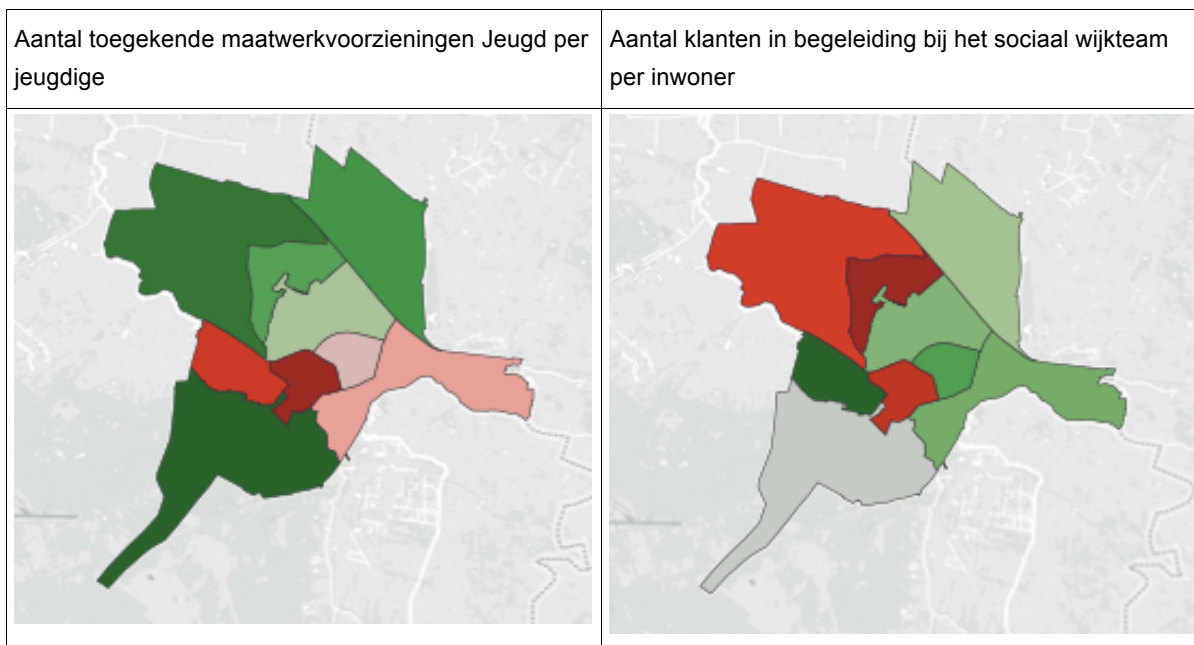 Aantal toegekende maatwerkvoorzieningen Jeugd per
jeugdige
Aantal klanten in begeleiding bij het sociaal wijkteam
per inwoner